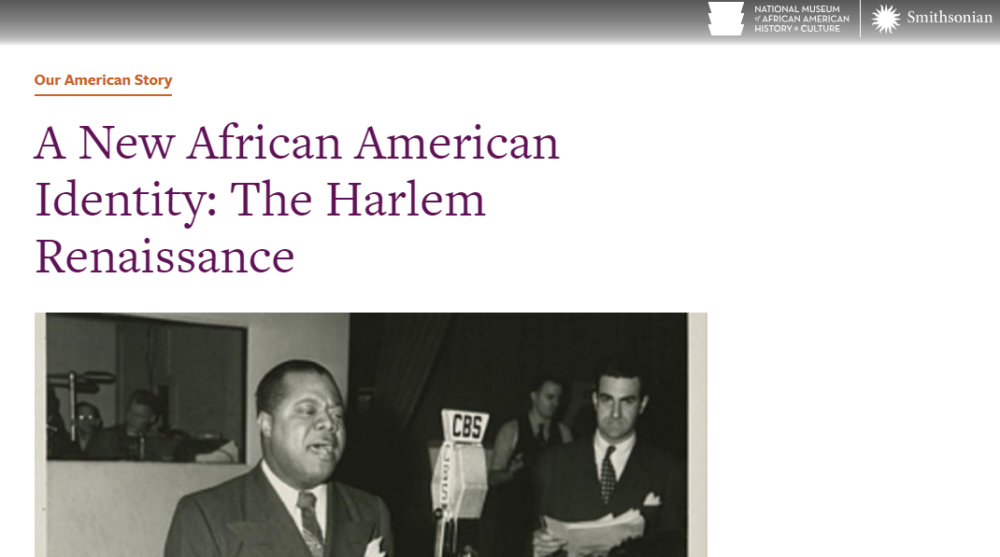 NATIONAL MUSEUM
of AFRICAN AMERICAN
HISTORY & CULTURE
Smithsonian
Our American Story
A New African American
Identity: The Harlem
Renaissance
CBS
CBS